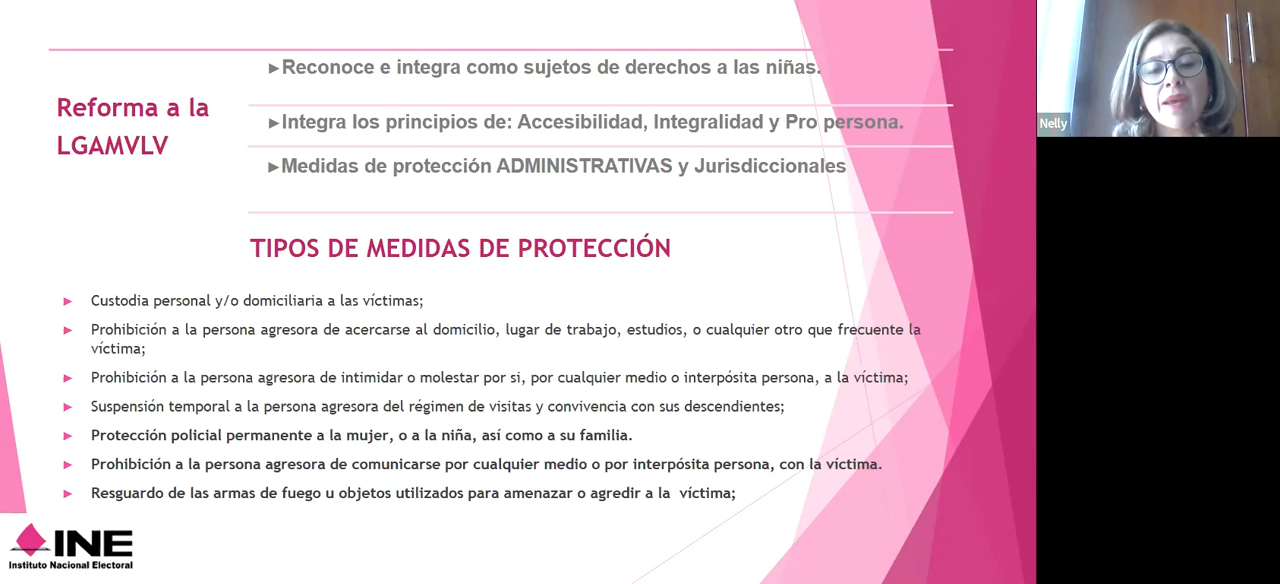 ►Reconoce e integra como sujetos de derechos a las niñas.
Reforma a la
LGAMVLV
►Integra los principios de: Accesibilidad, Integralidad y Pro persona.
►Medidas de protección ADMINISTRATIVAS y Jurisdiccionales
TIPOS DE MEDIDAS DE PROTECCIÓN
► Custodia personal y/o domiciliaria a las víctimas;
► Prohibición a la persona agresora de acercarse al domicilio, lugar de trabajo, estudios, o cualquier otro que frecuente la
víctima;
► Prohibición a la persona agresora de intimidar o molestar por si, por cualquier medio o interpósita persona, a la víctima;
► Suspensión temporal a la persona agresora del régimen de visitas y convivencia con sus descendientes;
► Protección policial permanente a la mujer, o a la niña, así como a su familia.
► Prohibición a la persona agresora de comunicarse por cualquier medio o por interpósita persona, con la víctima.
► Resguardo de las armas de fuego u objetos utilizados para amenazar o agredir a la víctima;
INE
Instituto Nacional Electoral
Nelly